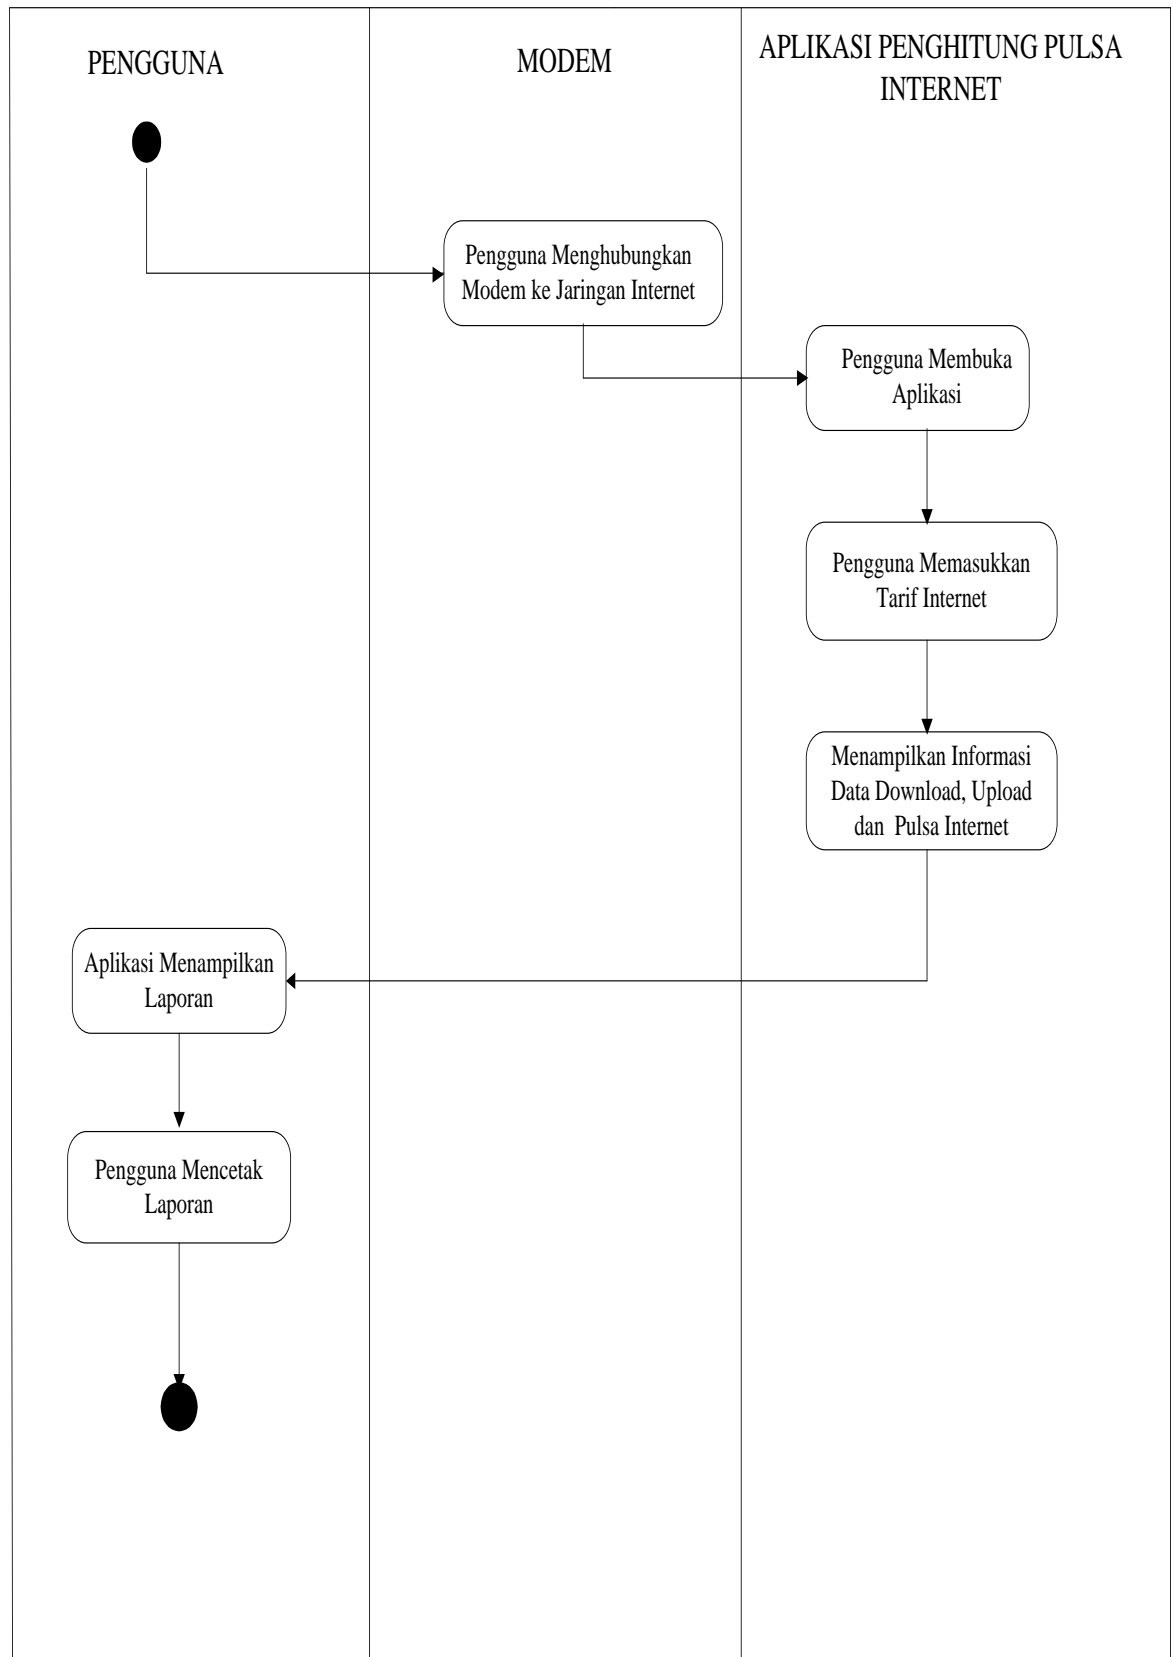 PENGGUNA
MODEM
APLIKASI PENGHITUNG PULSA
INTERNET
Pengguna Menghubungkan
Modem ke Jaringan Internet
Pengguna Membuka
Aplikasi
Pengguna Memasukkan
Tarif Internet
Menampilkan Informasi
Data Download, Upload
dan Pulsa Internet
Aplikasi Menampilkan
Laporan
Pengguna Mencetak
Laporan